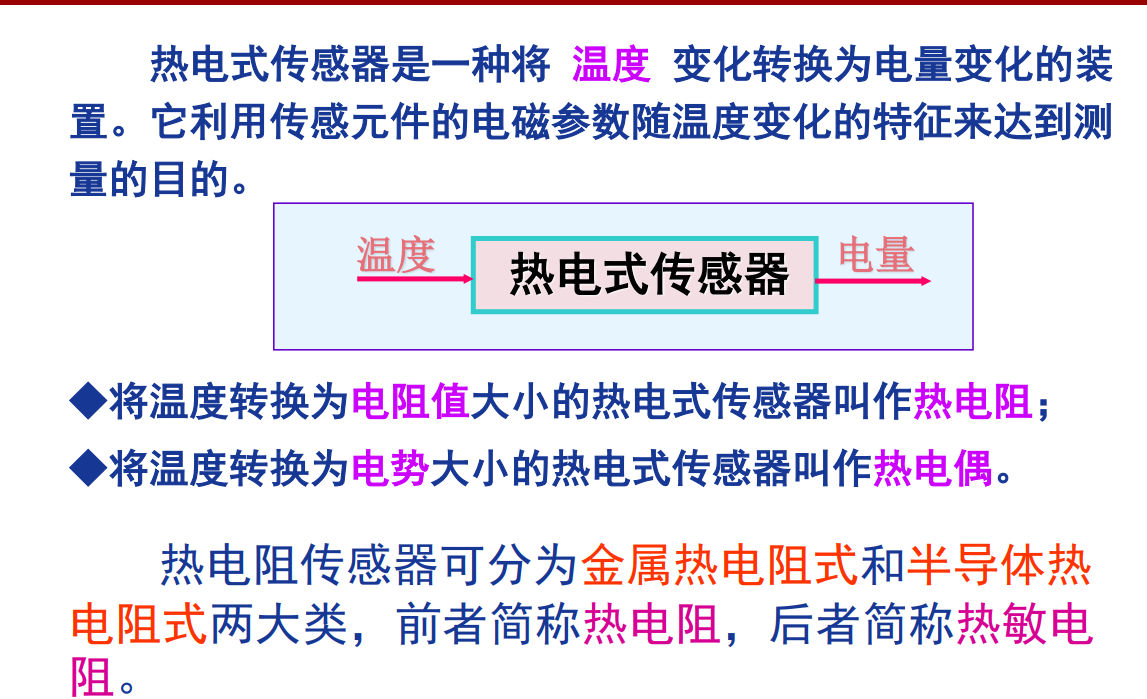 热电式传感器是一种将 温度 变化转换为电量变化的装
置。它利用传感元件的电磁参数随温度变化的特征来达到测
量的目的。
温度
热电式传感器
电量
◆将温度转换为电阻值大小的热电式传感器叫作热电阻；
◆将温度转换为电势大小的热电式传感器叫作热电偶。
热电阻传感器可分为金属热电阻式和半导体热
电阻式两大类，前者简称热电阻，后者简称热敏电
阻。